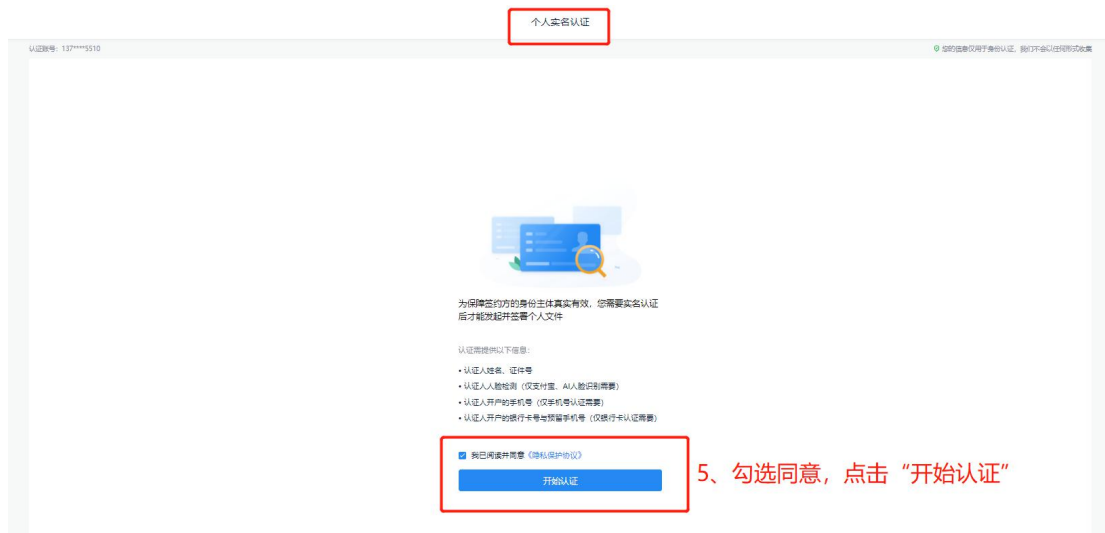 个人实名认证
认证账号：137****5510
您的信息仅用于身份认证，我们不会以任何形式收集
为保障签约方的身份主体真实有效，您需要实名认证
后才能发起并签署个人文件
认证需提供以下信息：
• 认证人姓名、证件号
• 认证人人脸检测（仅支付宝、AI人脸识别需要）
• 认证人开户的手机号（仅手机号认证需要）
• 认证人开户的银行卡号与预留手机号（仅银行卡认证需要）
我已阅读并同意《隐私保护协议》
开始认证
5、勾选同意，点击“开始认证”